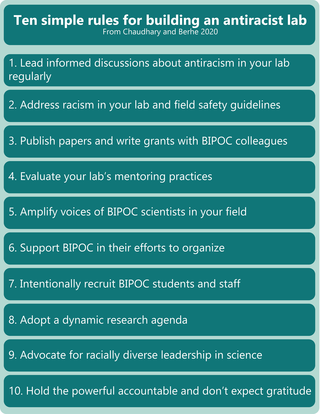 Ten simple rules for building an antiracist lab
From Chaudhary and Berhe 2020
1. Lead informed discussions about antiracism in your lab
regularly
2. Address racism in your lab and field safety guidelines
3. Publish papers and write grants with BIPOC colleagues
4. Evaluate your lab’s mentoring practices
5. Amplify voices of BIPOC scientists in your field
6. Support BIPOC in their efforts to organize
7. Intentionally recruit BIPOC students and staff
8. Adopt a dynamic research agenda
9. Advocate for racially diverse leadership in science
10. Hold the powerful accountable and don’t expect gratitude